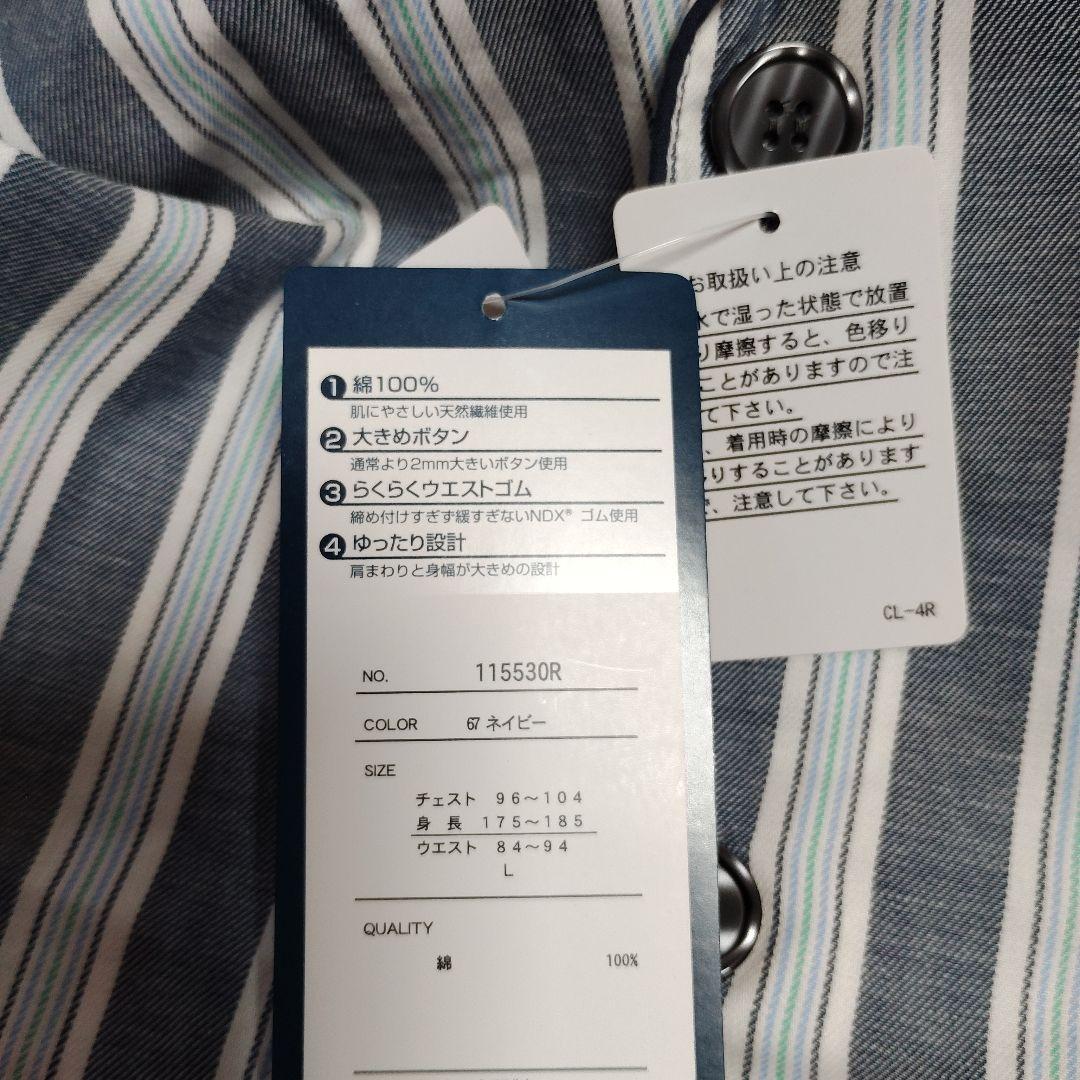 1 綿100%
肌にやさしい天然繊維使用
2 大きめボタン
通常より2mm大きいボタン使用
3 らくらくウエストゴム
締め付けすぎず緩すぎないNDX® ゴム使用
4 ゆったり設計
肩まわりと身幅が大きめの設計
NO. 115530R
COLOR 67 ネイビー
SIZE
チェスト 96～104
身 長 175～185
ウエスト 84～94
L
QUALITY
綿 100%
お取扱い上の注意
水で湿った状態で放置
り摩擦すると、色移り
ことがありますので注
て下さい。
、着用時の摩擦により
りすることがあります
、注意して下さい。
CL-4R